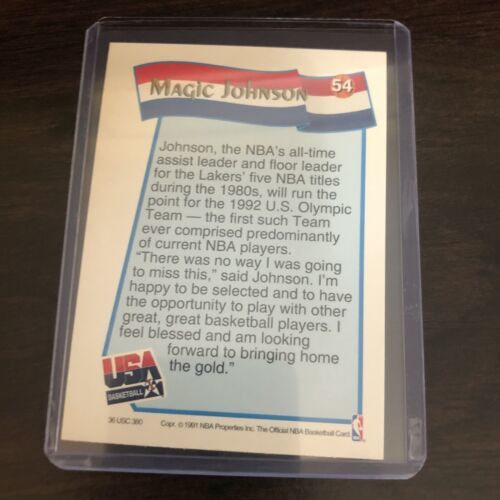 Magic Johnson
54
Johnson, the NBA's all-time
assist leader and floor leader
for the Lakers' five NBA titles
during the 1980s, will run the
point for the 1992 U.S. Olympic
Team — the first such Team
ever comprised predominantly
of current NBA players.
"There was no way I was going
to miss this," said Johnson. I'm
happy to be selected and to have
the opportunity to play with other
great, great basketball players. I
feel blessed and am looking
forward to bringing home
the gold."
USA
BASKETBALL
36 USC 380
Copr. © 1991 NBA Properties Inc. The Official NBA Basketball Card.
NBA